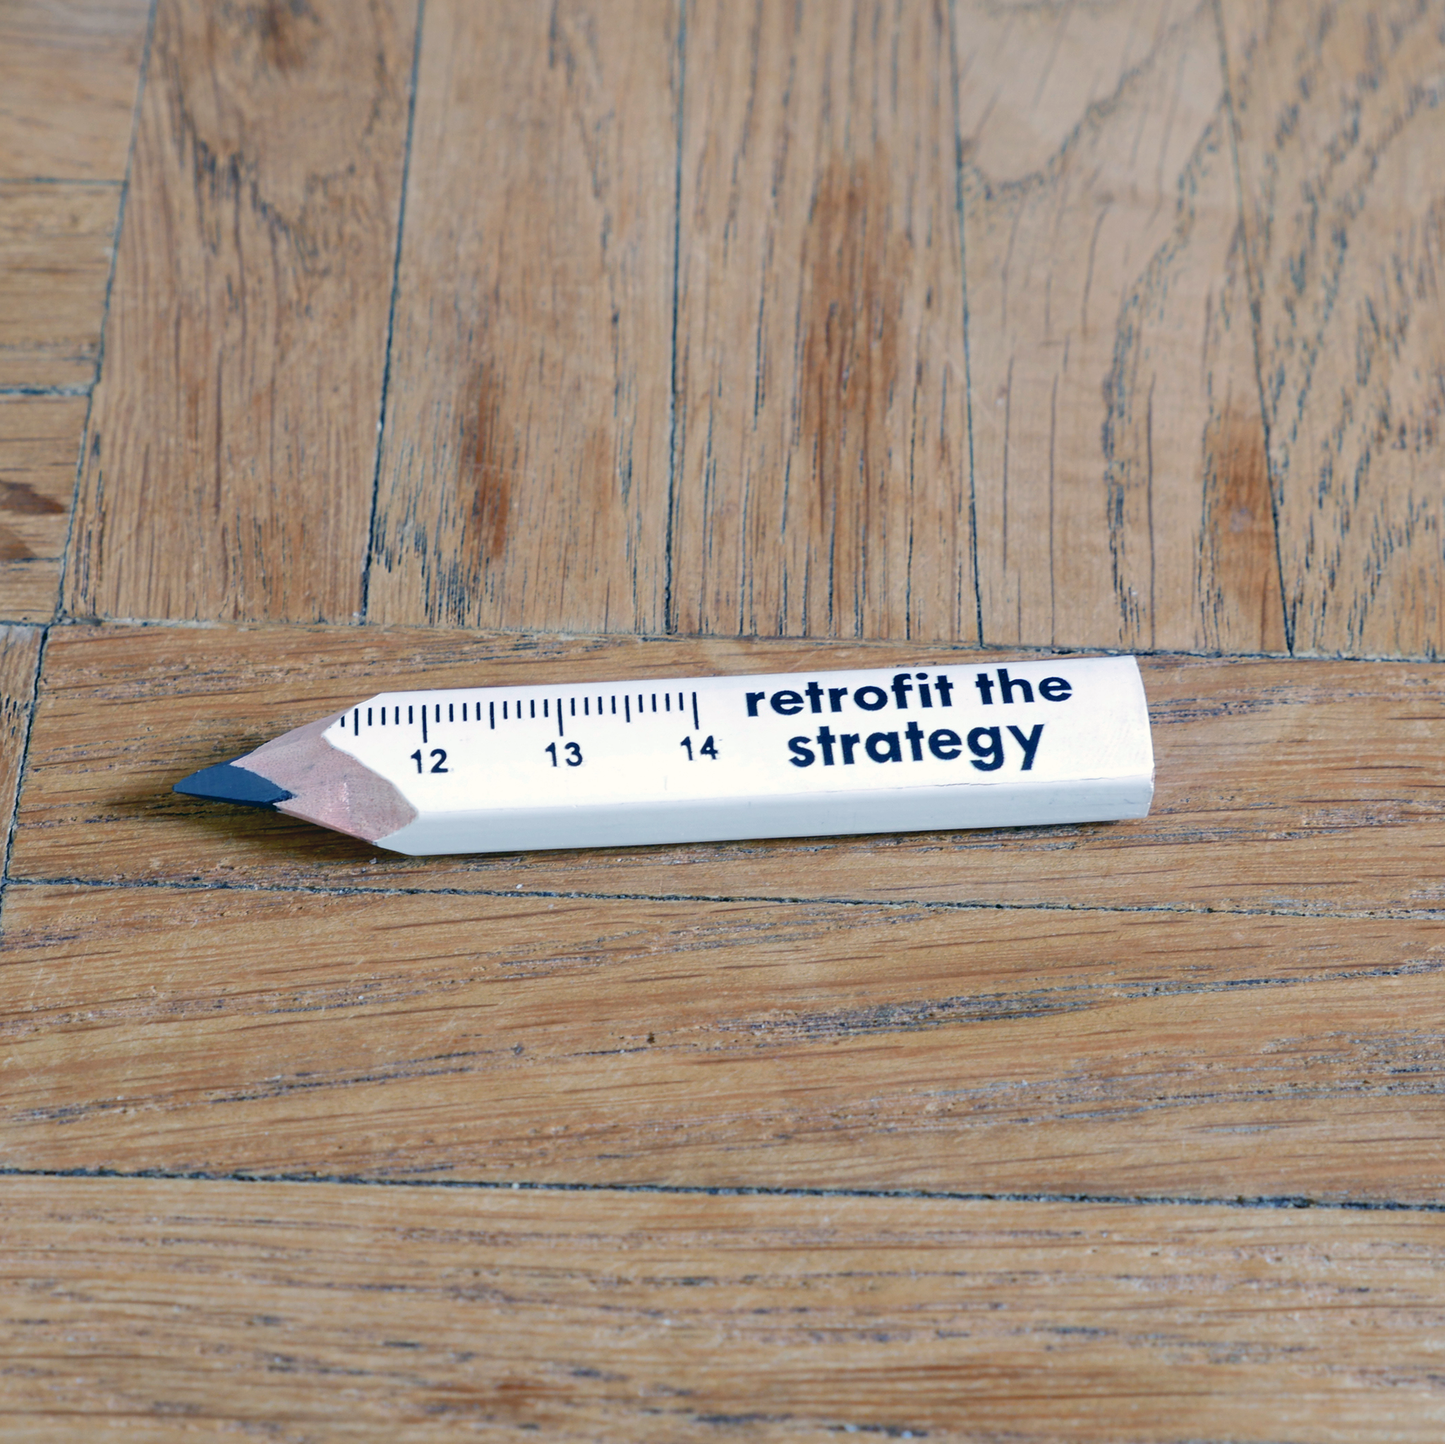 12 13 14
retrofit the
strategy